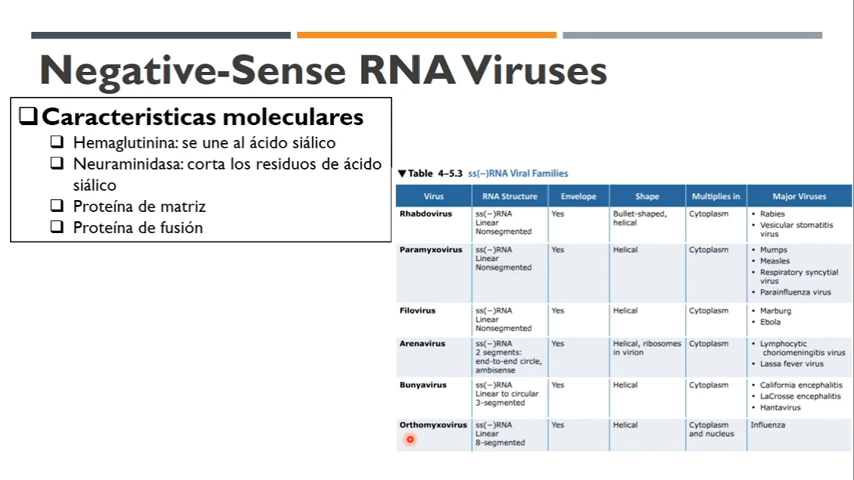 Negative-Sense RNA Viruses
❑Caracteristicas moleculares
❑ Hemaglutinina: se une al ácido siálico
❑ Neuraminidasa: corta los residuos de ácido
siálico
❑ Proteína de matriz
❑ Proteína de fusión
▼Table 4–5.3 ss(−)RNA Viral Families
Virus RNA Structure Envelope Shape Multiplies in Major Viruses
Rhabdovirus ss(−)RNA Yes Bullet-shaped, Cytoplasm • Rabies
Linear helical • Vesicular stomatitis
Nonsegmented virus
Paramyxovirus ss(−)RNA Yes Helical Cytoplasm • Mumps
Linear • Measles
Nonsegmented • Respiratory syncytial
virus
• Parainfluenza virus
Filovirus ss(−)RNA Yes Helical Cytoplasm • Marburg
Linear • Ebola
Nonsegmented
Arenavirus ss(−)RNA Yes Helical, ribosomes Cytoplasm • Lymphocytic
2 segments: in virion choriomeningitis virus
end-to-end circle, • Lassa fever virus
ambisense
Bunyavirus ss(−)RNA Yes Helical Cytoplasm • California encephalitis
Linear to circular • LaCrosse encephalitis
3-segmented • Hantavirus
Orthomyxovirus ss(−)RNA Yes Helical Cytoplasm Influenza
Linear and nucleus
8-segmented